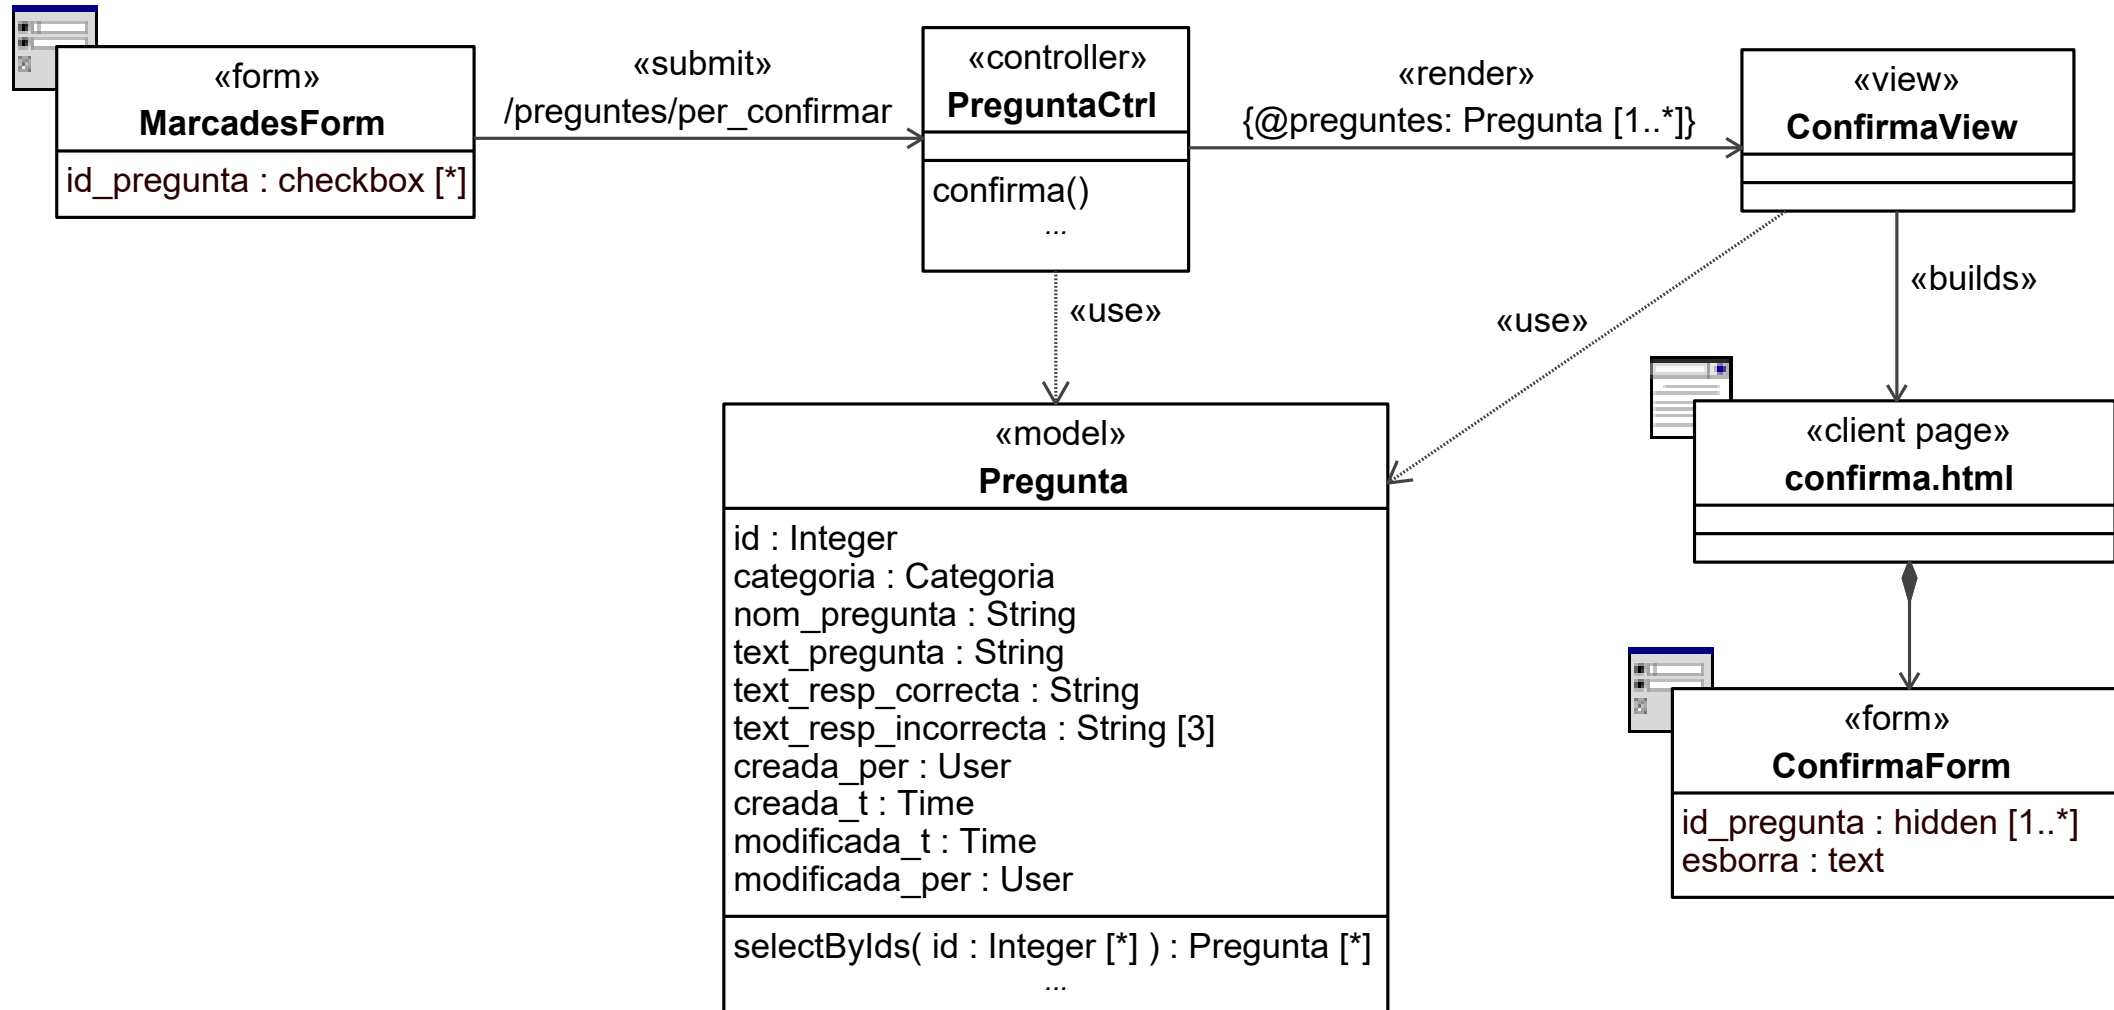 «form»
MarcadesForm
id_pregunta : checkbox [*]
«submit»
/preguntes/per_confirmar
«controller»
PreguntaCtrl
confirma()
...
«render»
{@preguntes: Pregunta [1..*]}
«view»
ConfirmaView
«use»
«use»
«builds»
«model»
Pregunta
id : Integer
categoria : Categoria
nom_pregunta : String
text_pregunta : String
text_resp_correcta : String
text_resp_incorrecta : String [3]
creada_per : User
creada_t : Time
modificada_t : Time
modificada_per : User
selectByIds( id : Integer [*] ) : Pregunta [*]
...
«client page»
confirma.html
«form»
ConfirmaForm
id_pregunta : hidden [1..*]
esborra : text